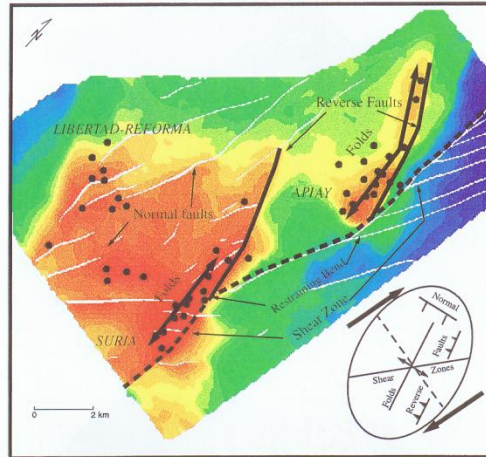 N
Reverse Faults
LIBERTAD-REFORMA
Folds
APIAY
Normal faults
Restraining Bend
Folds
Shear Zone
SURIA
0 2 km
Normal
Faults
Shear Zones
Folds
Reverse